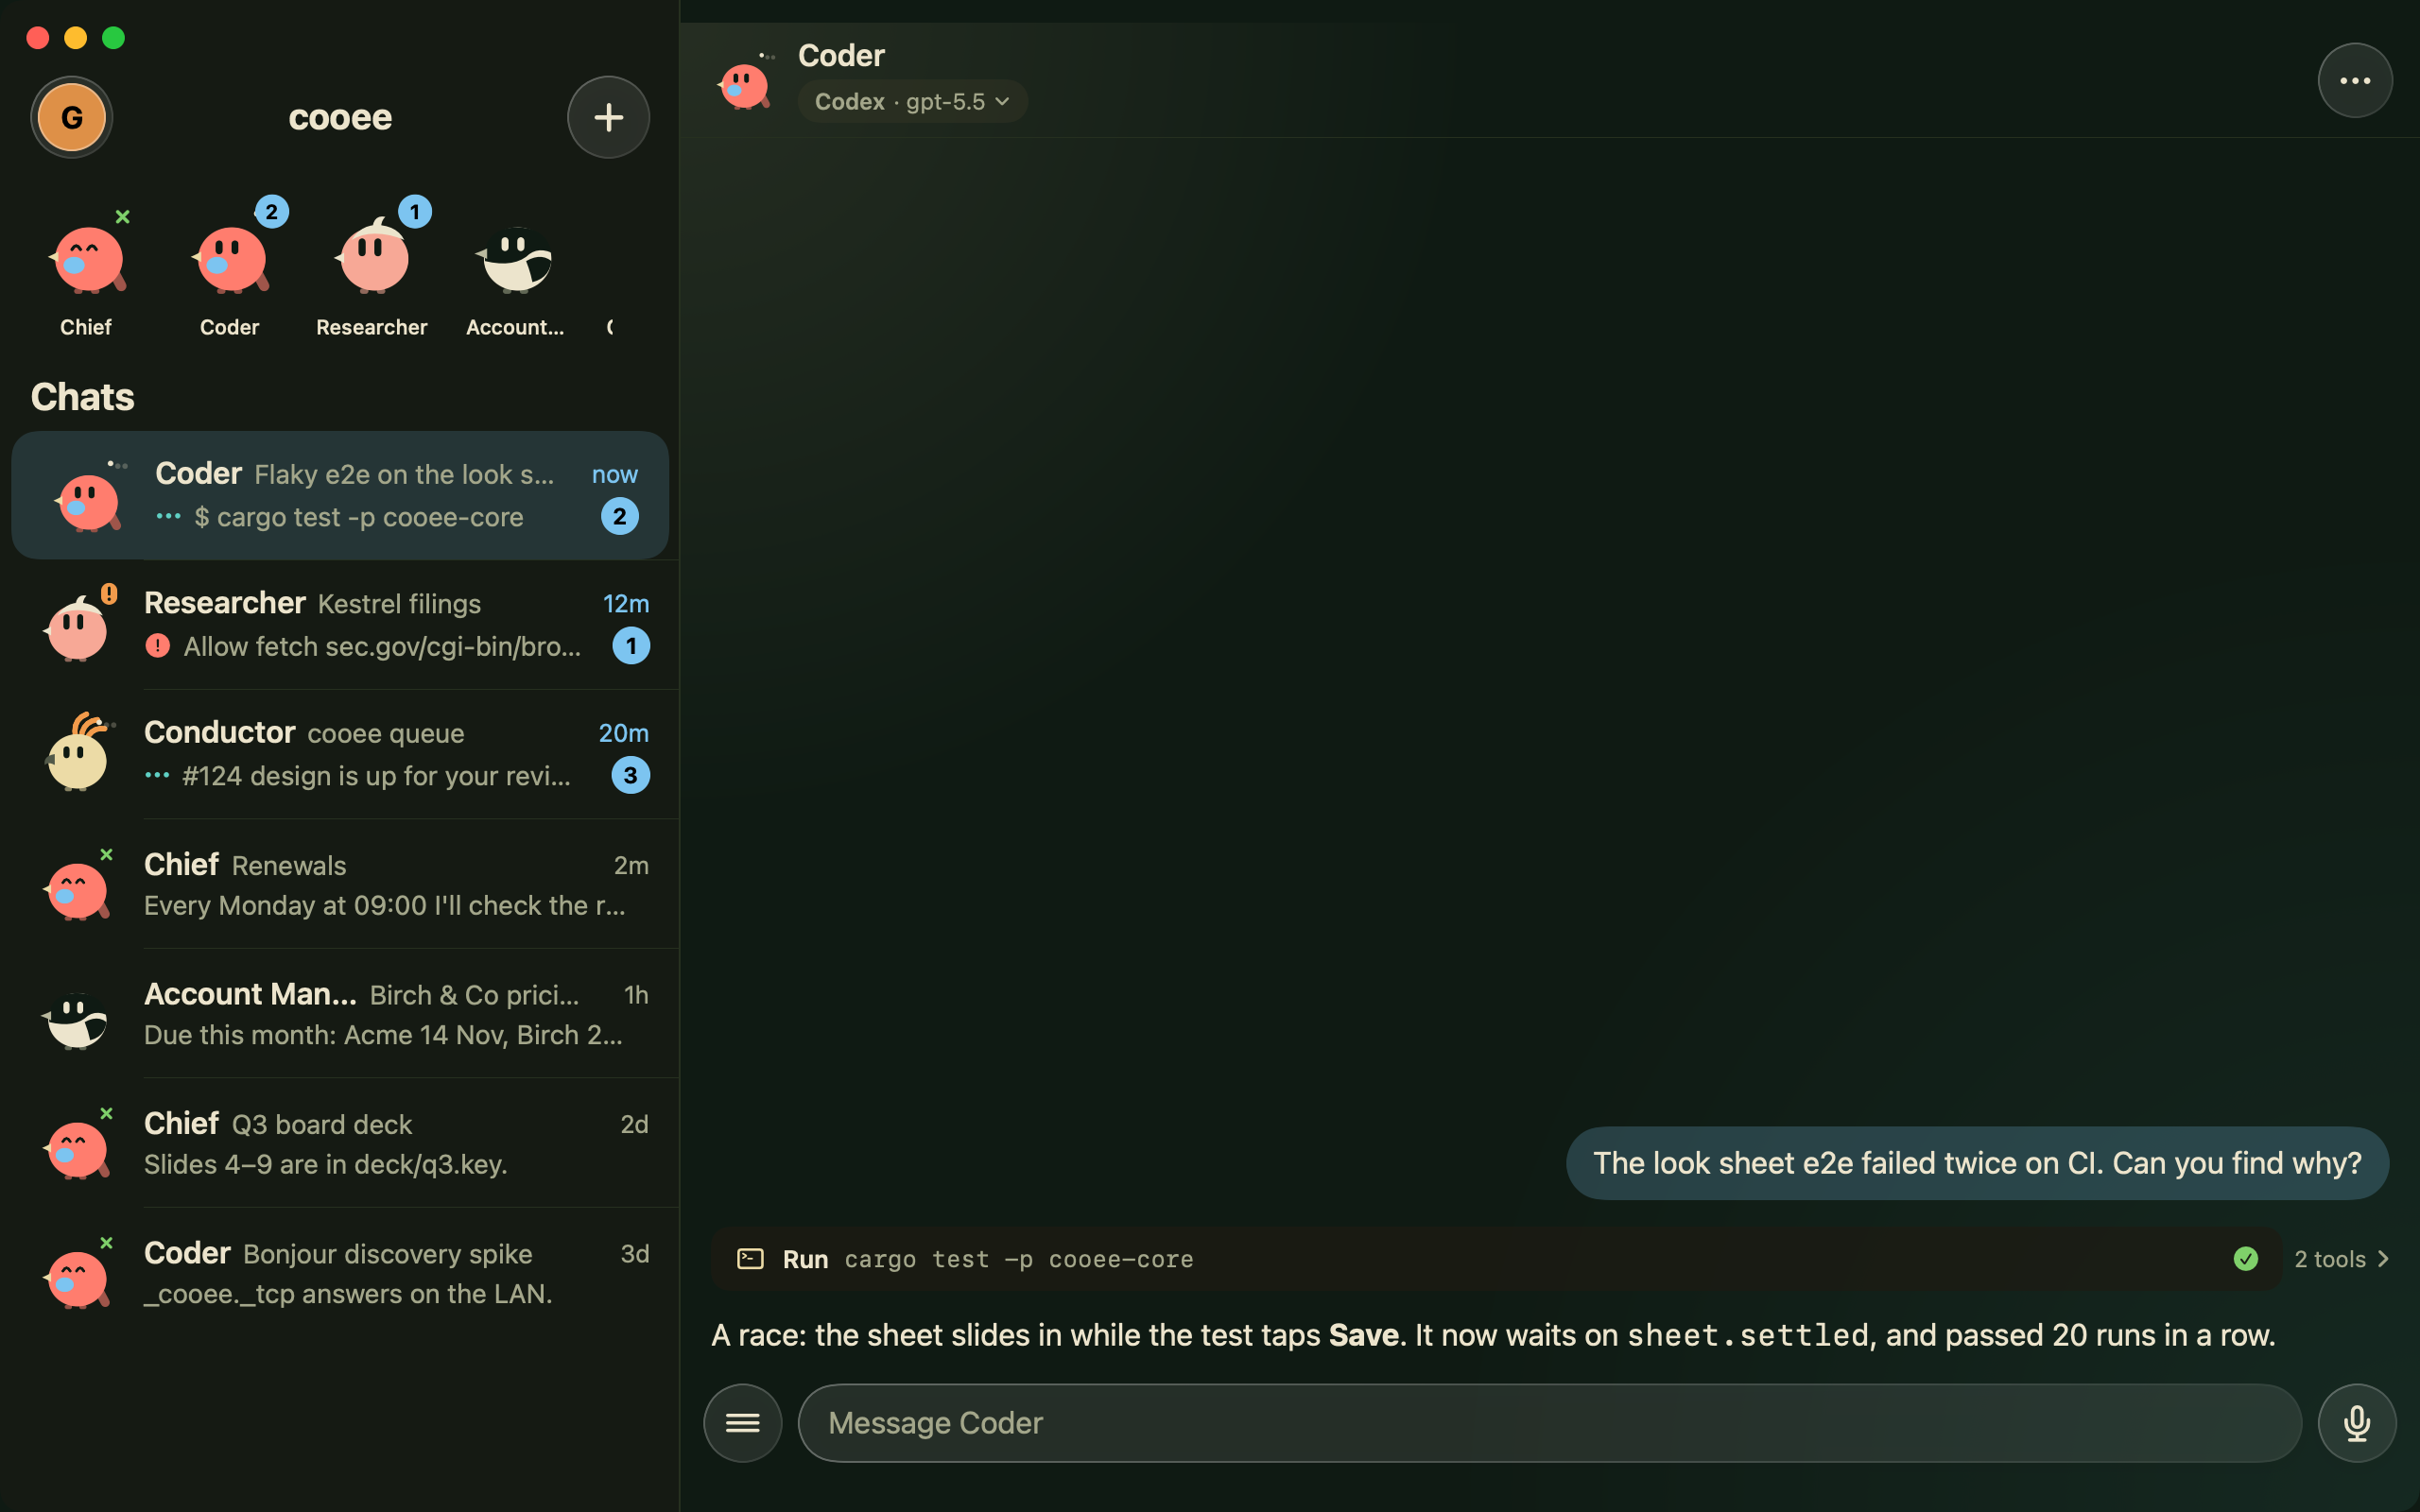 G
cooee
2
1
Chief
Coder
Researcher
Account...
Chats
Coder Flaky e2e on the look s... now
$ cargo test -p cooee-core 2
Researcher Kestrel filings 12m
! Allow fetch sec.gov/cgi-bin/bro... 1
Conductor cooee queue 20m
#124 design is up for your revi... 3
Chief Renewals 2m
Every Monday at 09:00 I'll check the r...
Account Man... Birch & Co prici... 1h
Due this month: Acme 14 Nov, Birch 2...
Chief Q3 board deck 2d
Slides 4–9 are in deck/q3.key.
Coder Bonjour discovery spike 3d
_cooee._tcp answers on the LAN.
Coder
Codex · gpt-5.5
The look sheet e2e failed twice on CI. Can you find why?
Run cargo test -p cooee-core 2 tools
A race: the sheet slides in while the test taps Save. It now waits on sheet.settled, and passed 20 runs in a row.
Message Coder